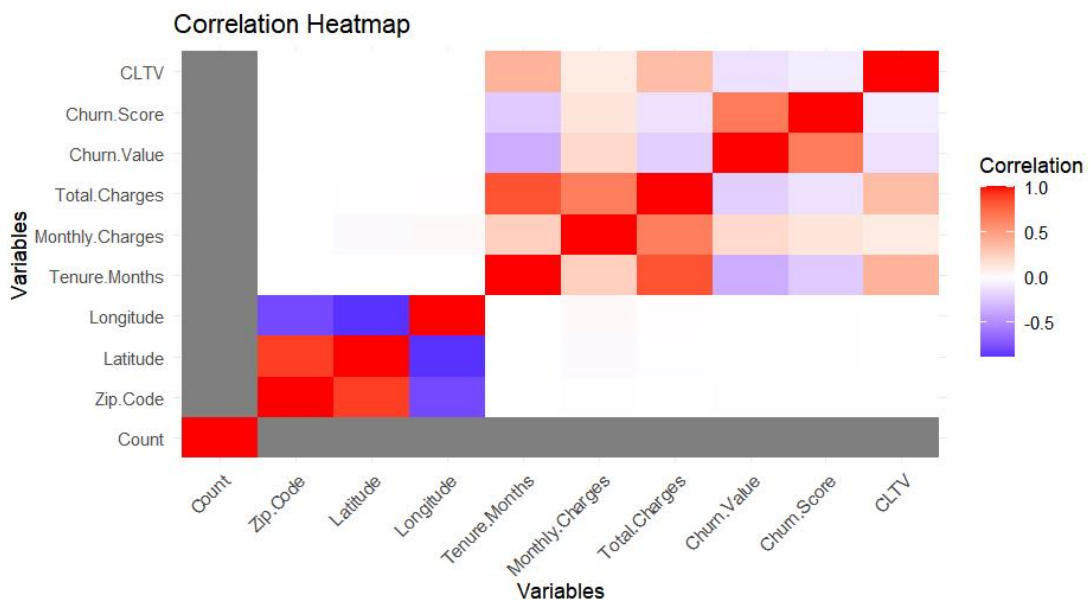 Correlation Heatmap
Variables
CLTV
Churn.Score
Churn.Value
Total.Charges
Monthly.Charges
Tenure.Months
Longitude
Latitude
Zip.Code
Count
Count
Zip.Code
Latitude
Longitude
Tenure.Months
Monthly.Charges
Total.Charges
Churn.Value
Churn.Score
CLTV
Variables
Correlation
1.0
0.5
0.0
-0.5